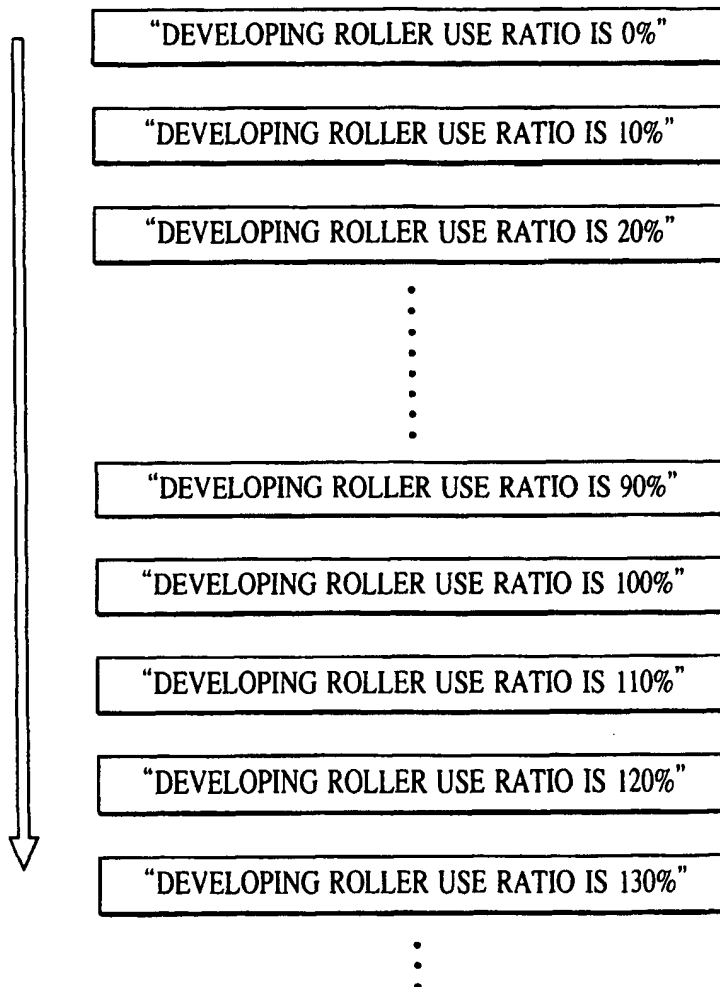 “DEVELOPING ROLLER USE RATIO IS 0%”
“DEVELOPING ROLLER USE RATIO IS 10%”
“DEVELOPING ROLLER USE RATIO IS 20%”
“DEVELOPING ROLLER USE RATIO IS 90%”
“DEVELOPING ROLLER USE RATIO IS 100%”
“DEVELOPING ROLLER USE RATIO IS 110%”
“DEVELOPING ROLLER USE RATIO IS 120%”
“DEVELOPING ROLLER USE RATIO IS 130%”